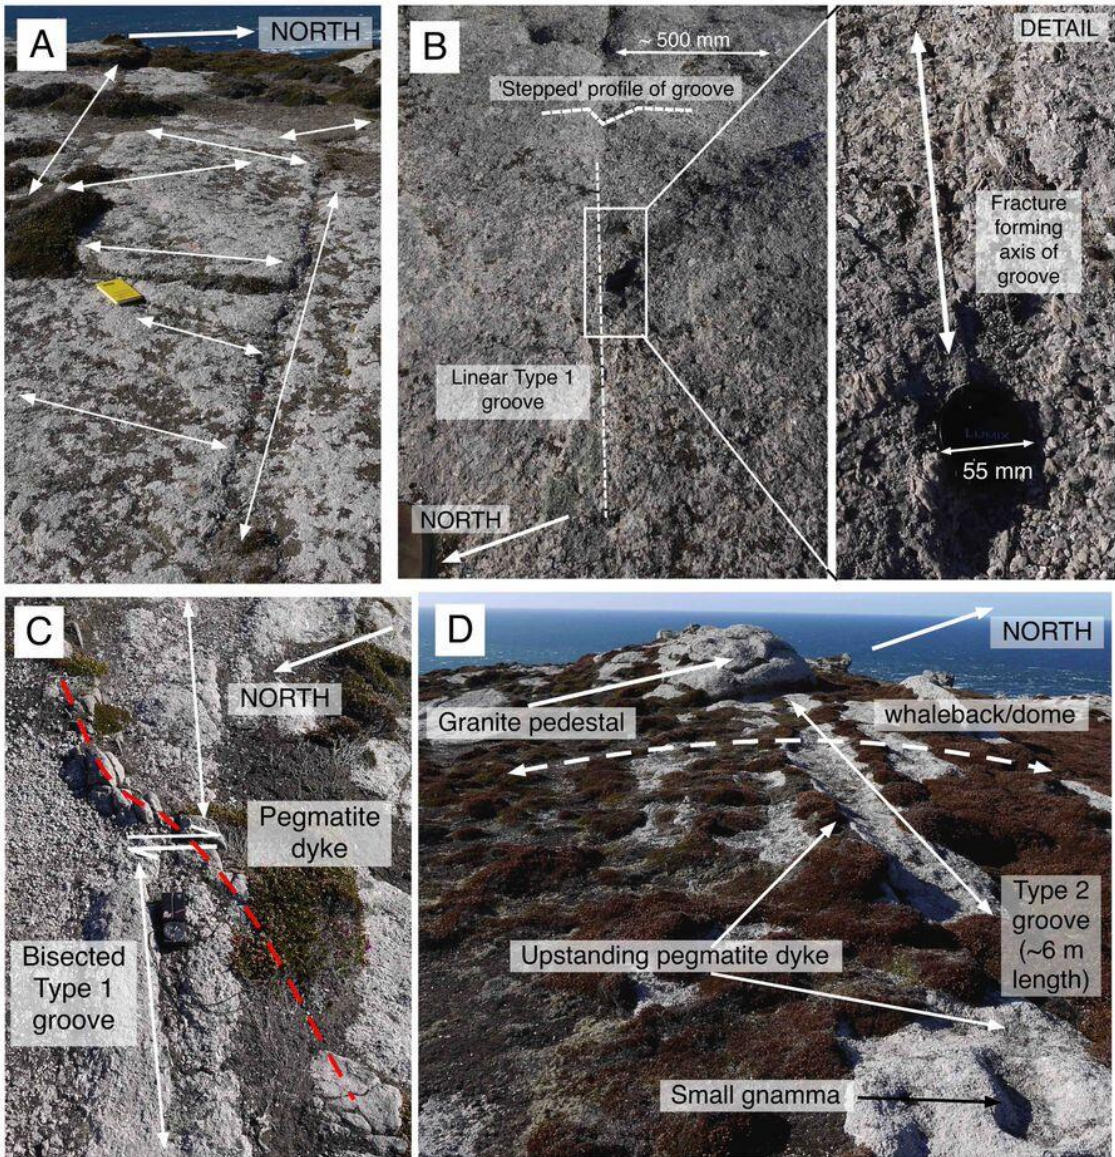 A
NORTH
B
~ 500 mm
'Stepped' profile of groove
Linear Type 1
groove
NORTH
DETAIL
Fracture
forming
axis of
groove
LUMIX
55 mm
C
NORTH
Pegmatite
dyke
Bisected
Type 1
groove
D
NORTH
Granite pedestal
whaleback/dome
Type 2
groove
(~6 m
length)
Upstanding pegmatite dyke
Small gnamma